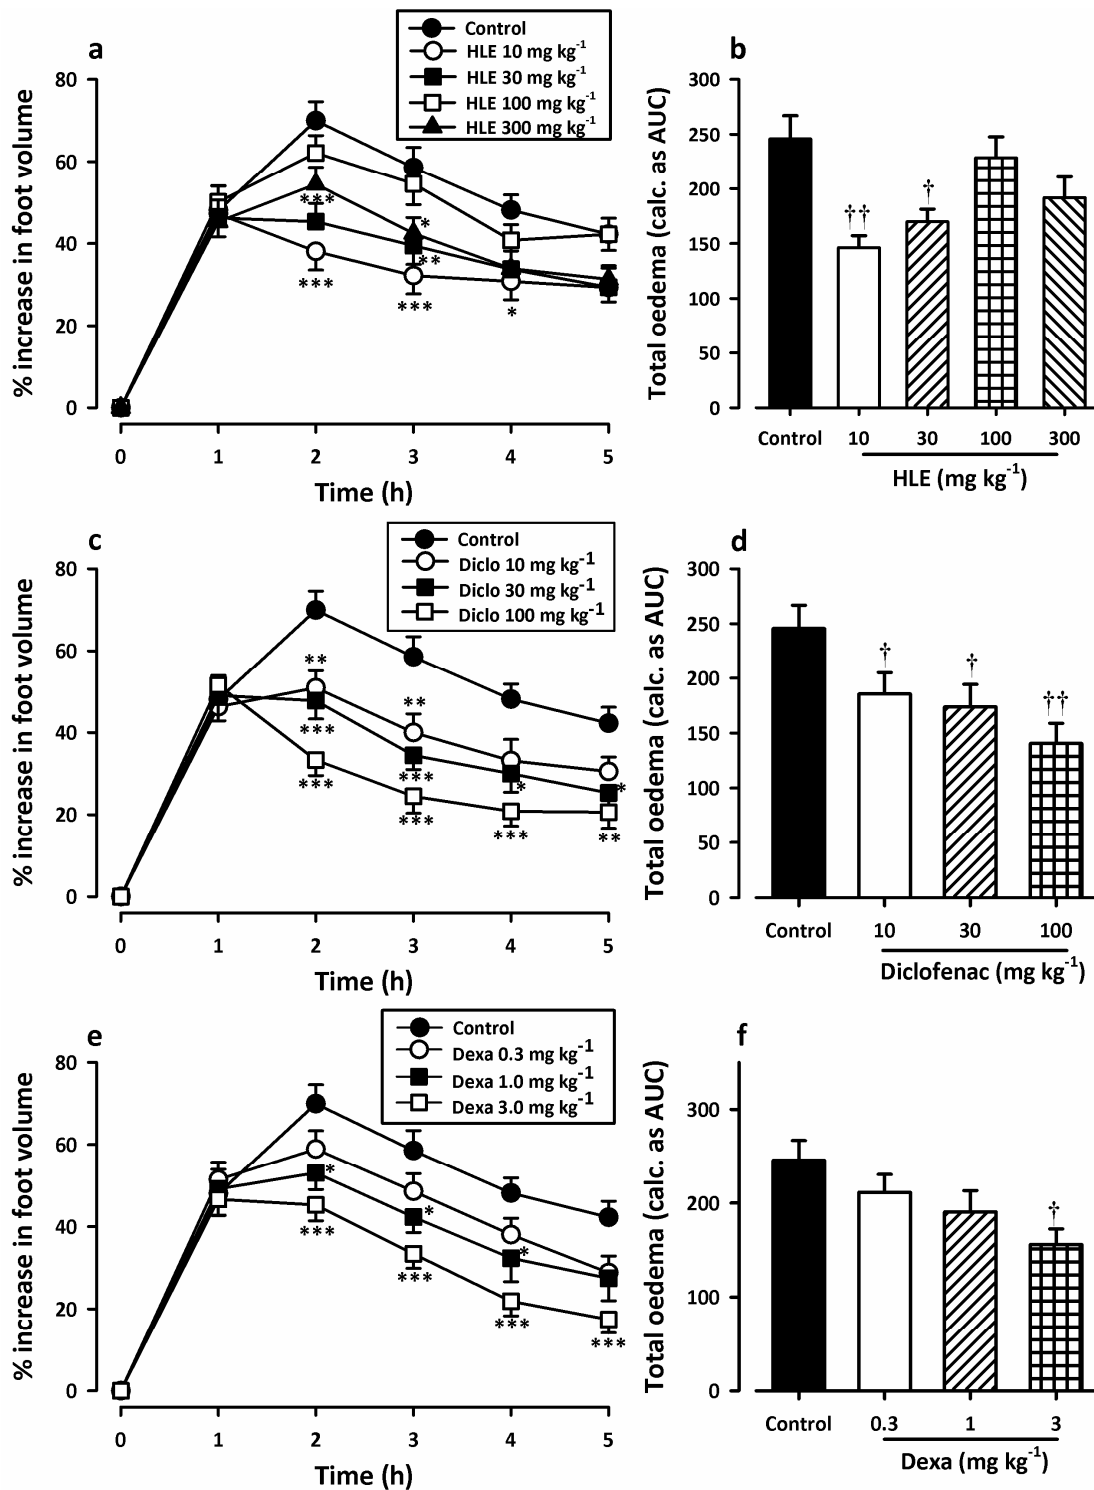 a
Control
HLE 10 mg kg-1
HLE 30 mg kg-1
HLE 100 mg kg-1
HLE 300 mg kg-1
% increase in foot volume
80
60
40
20
0
***
***
***
*
**
*
0 1 2 3 4 5
Time (h)
b
Total oedema (calc. as AUC)
300
250
200
150
100
50
0
††
†
Control 10 30 100 300
HLE (mg kg-1)
c
Control
Diclo 10 mg kg-1
Diclo 30 mg kg-1
Diclo 100 mg kg-1
% increase in foot volume
80
60
40
20
0
**
***
***
**
***
***
*
***
*
**
0 1 2 3 4 5
Time (h)
d
Total oedema (calc. as AUC)
300
250
200
150
100
50
0
†
†
††
Control 10 30 100
Diclofenac (mg kg-1)
e
Control
Dexa 0.3 mg kg-1
Dexa 1.0 mg kg-1
Dexa 3.0 mg kg-1
% increase in foot volume
80
60
40
20
0
*
***
*
***
*
***
***
0 1 2 3 4 5
Time (h)
f
Total oedema (calc. as AUC)
300
200
100
0
†
Control 0.3 1 3
Dexa (mg kg-1)